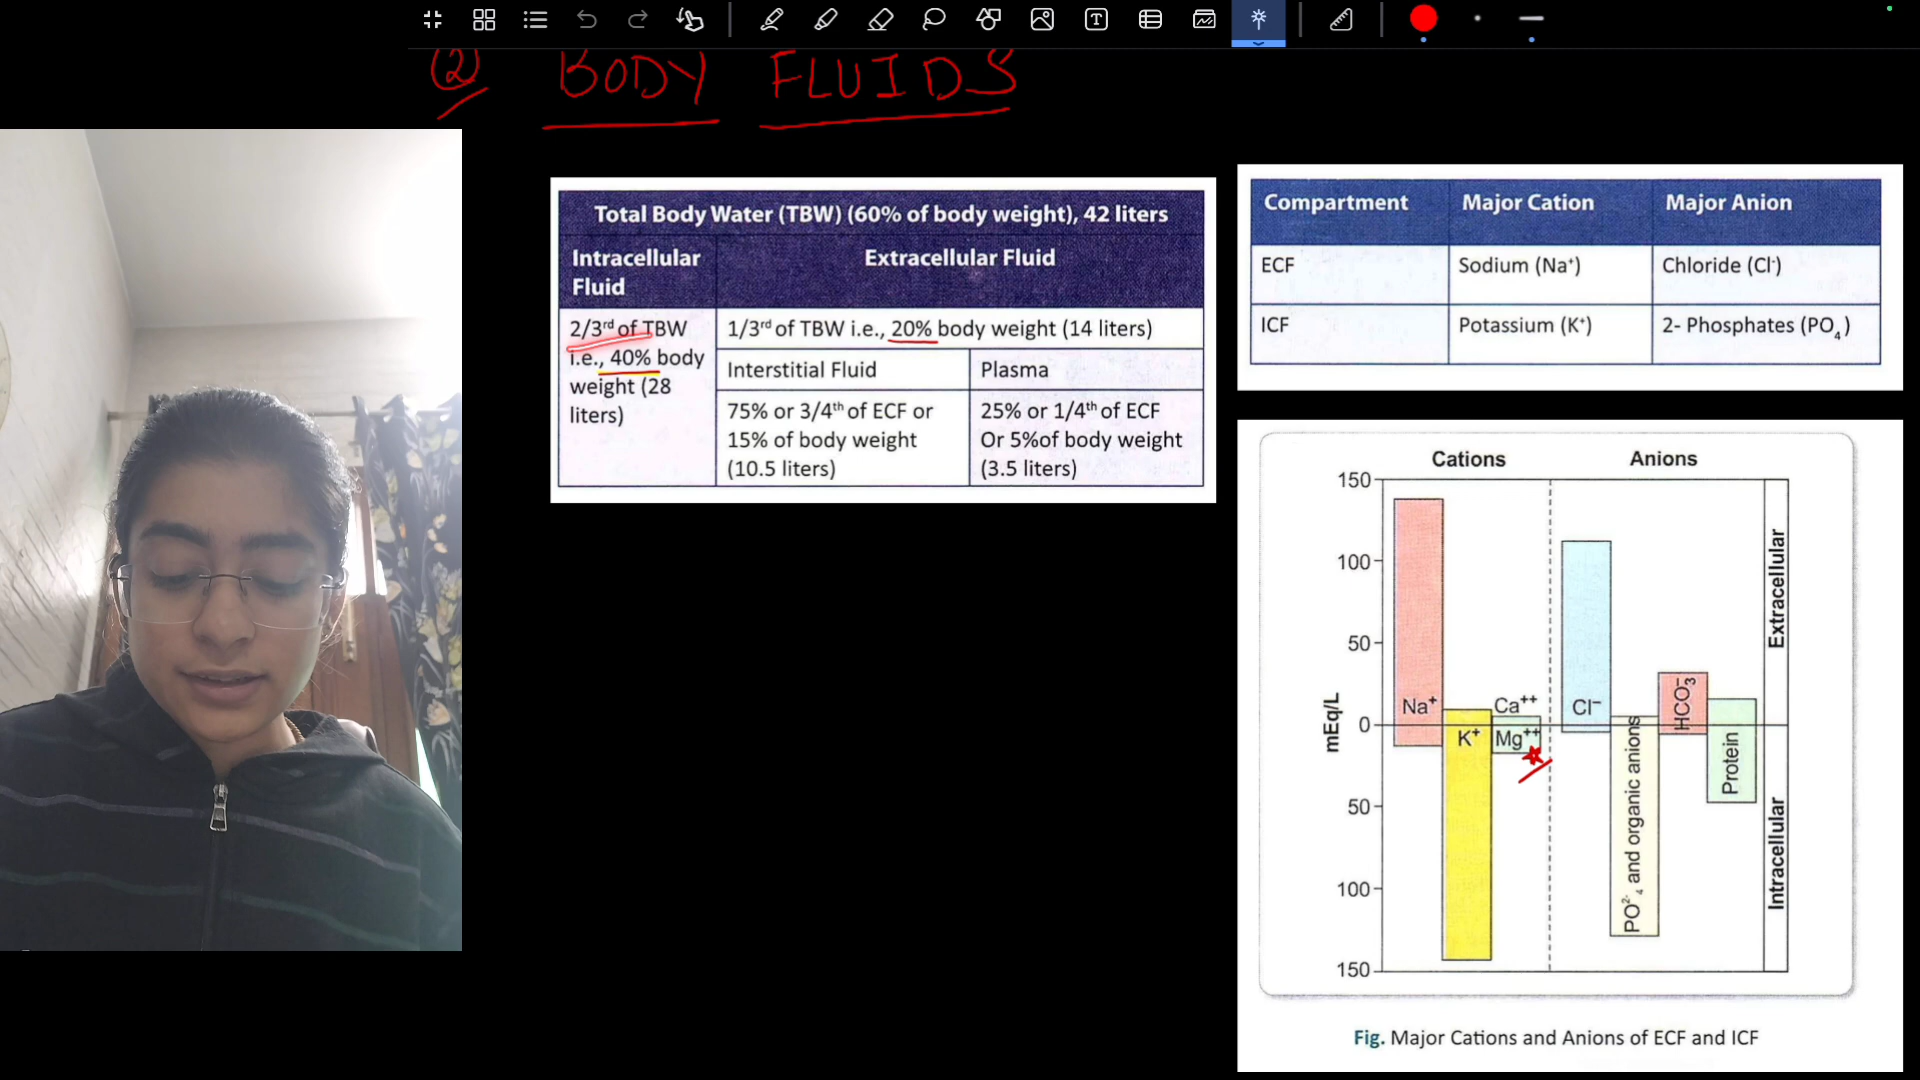 ② BODY FLUIDS
Total Body Water (TBW) (60% of body weight), 42 liters
Intracellular
Fluid
Extracellular Fluid
2/3rd of TBW
i.e., 40% body
weight (28
liters)
1/3rd of TBW i.e., 20% body weight (14 liters)
Interstitial Fluid
Plasma
75% or 3/4th of ECF or
15% of body weight
(10.5 liters)
25% or 1/4th of ECF
Or 5%of body weight
(3.5 liters)
Compartment Major Cation Major Anion
ECF Sodium (Na⁺) Chloride (Cl⁻)
ICF Potassium (K⁺) 2- Phosphates (PO₄)
Cations Anions
150
100
50
0
50
100
150
mEq/L
Na⁺
K⁺
Ca⁺⁺
Mg⁺⁺
Cl⁻
PO²⁻₄ and organic anions
HCO₃⁻
Protein
Extracellular
Intracellular
Fig. Major Cations and Anions of ECF and ICF